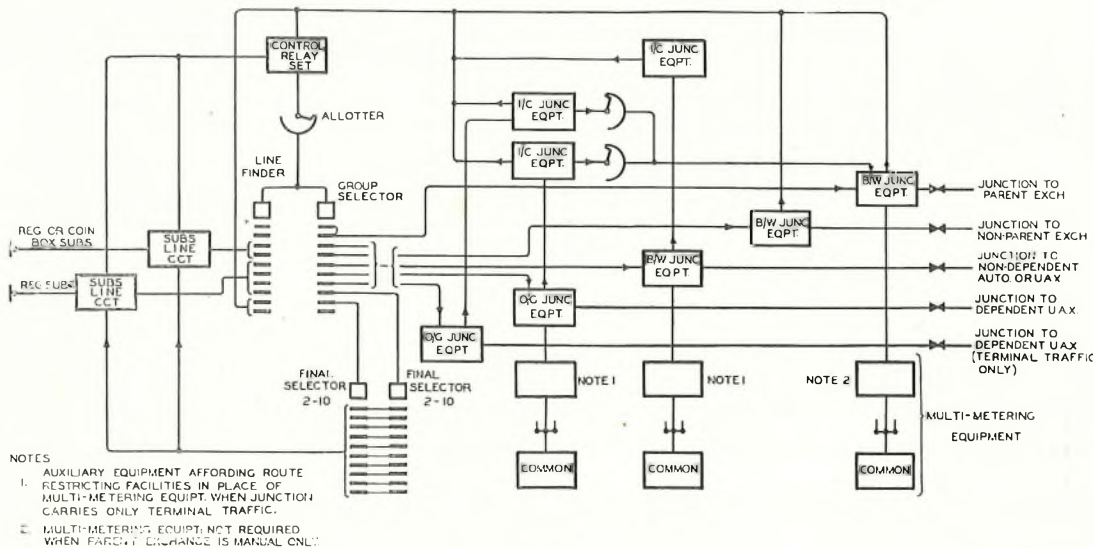 CONTROL
RELAY
SET
ALLOTTER
LINE
FINDER
GROUP
SELECTOR
REG OR COIN
BOX SUBS
SUBS
LINE
CCT
REG SUBS
SUBS
LINE
CCT
I/C JUNC
EQPT.
I/C JUNC
EQPT.
I/C JUNC
EQPT.
B/W JUNC
EQPT.
B/W JUNC
EQPT.
B/W JUNC
EQPT.
O/G JUNC
EQPT.
O/G JUNC
EQPT
JUNCTION TO
PARENT EXCH
JUNCTION TO
NON-PARENT EXCH
JUNCTION TO
NON-DEPENDENT
AUTO. OR UAX
JUNCTION TO
DEPENDENT U.A.X.
JUNCTION TO
DEPENDENT UAX
(TERMINAL TRAFFIC
ONLY)
FINAL
SELECTOR
2-10
FINAL
SELECTOR
2-10
NOTE 1
NOTE 1
NOTE 2
MULTI-METERING
EQUIPMENT
COMMON
COMMON
COMMON
NOTES
1. AUXILIARY EQUIPMENT AFFORDING ROUTE
RESTRICTING FACILITIES IN PLACE OF
MULTI-METERING EQUIPT. WHEN JUNCTION
CARRIES ONLY TERMINAL TRAFFIC.
2. MULTI-METERING EQUIPT. NOT REQUIRED
WHEN PARENT EXCHANGE IS MANUAL ONLY.